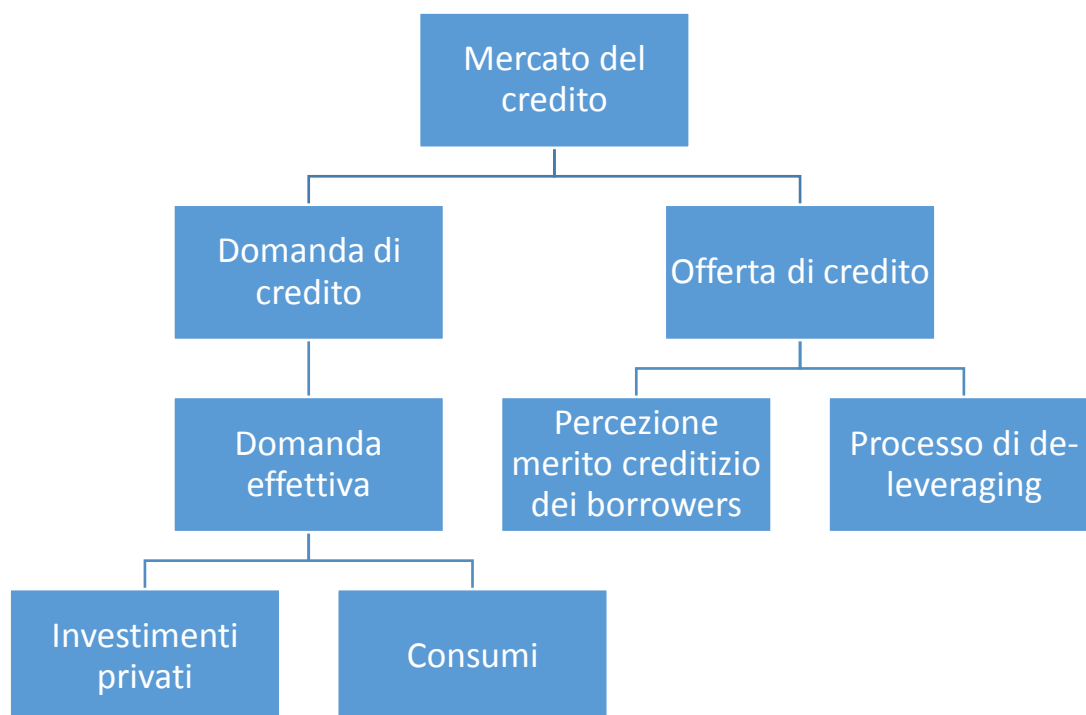 Mercato del
credito
Domanda di
credito
Offerta di credito
Domanda
effettiva
Percezione
merito creditizio
dei borrowers
Processo di de-
leveraging
Investimenti
privati
Consumi